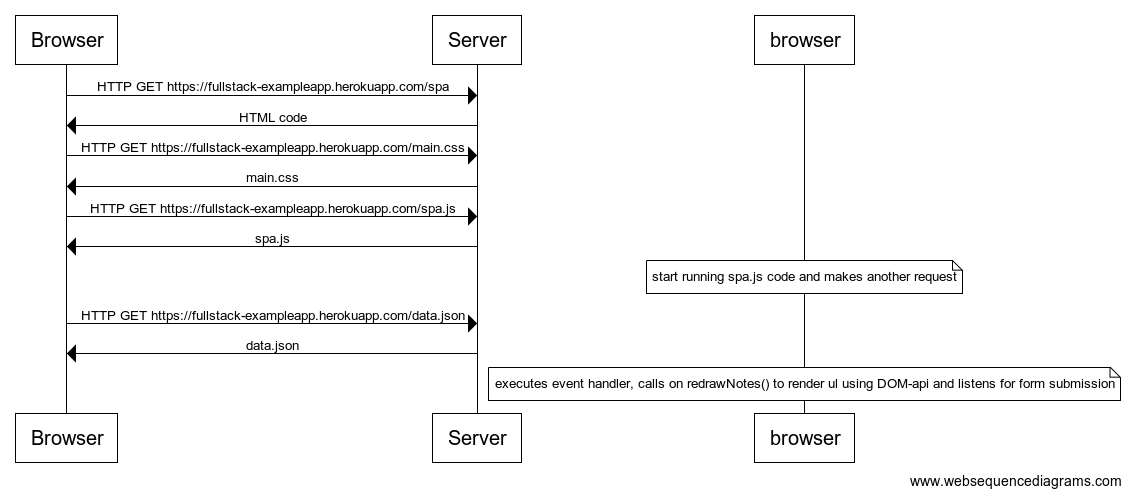 Browser
Server
browser
HTTP GET https://fullstack-exampleapp.herokuapp.com/spa
HTML code
HTTP GET https://fullstack-exampleapp.herokuapp.com/main.css
main.css
HTTP GET https://fullstack-exampleapp.herokuapp.com/spa.js
spa.js
start running spa.js code and makes another request
HTTP GET https://fullstack-exampleapp.herokuapp.com/data.json
data.json
executes event handler, calls on redrawNotes() to render ul using DOM-api and listens for form submission
Browser
Server
browser
www.websequencediagrams.com